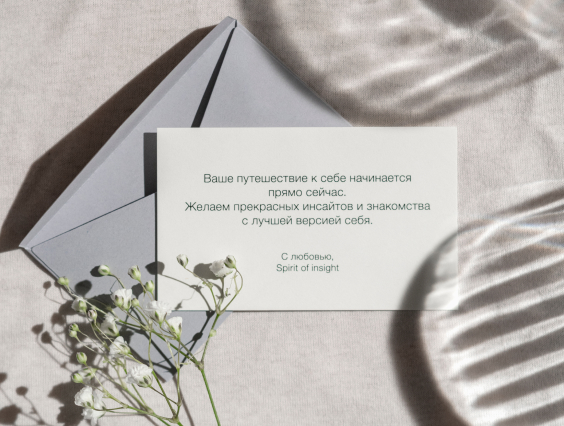 Ваше путешествие к себе начинается
прямо сейчас.
Желаем прекрасных инсайтов и знакомства
с лучшей версией себя.
С любовью,
Spirit of insight